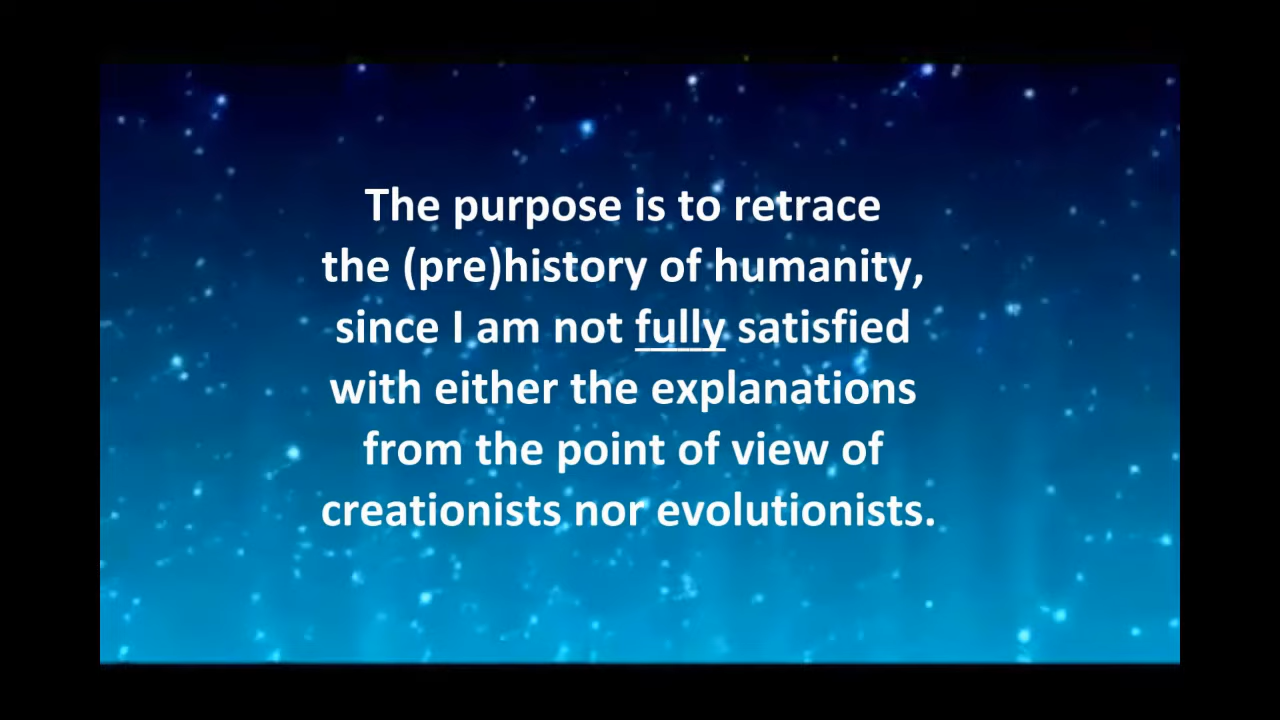 The purpose is to retrace
the (pre)history of humanity,
since I am not fully satisfied
with either the explanations
from the point of view of
creationists nor evolutionists.